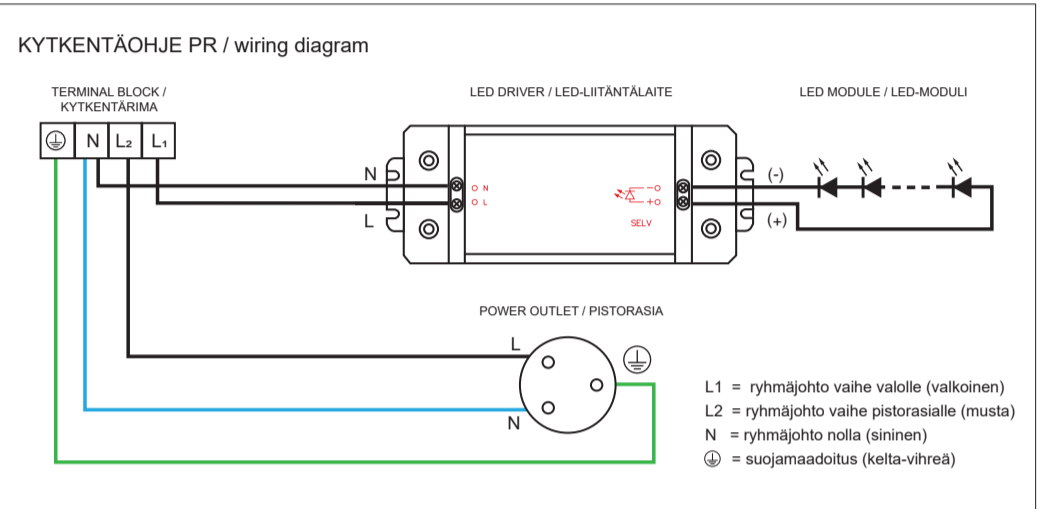 KYTKENTÄOHJE PR / wiring diagram
TERMINAL BLOCK /
KYTKENTÄRIMA
LED DRIVER / LED-LIITÄNTÄLAITE
LED MODULE / LED-MODULI
N L₂ L₁
N
L
O N
O L
−O
+O
SELV
(-)
(+)
POWER OUTLET / PISTORASIA
L
N
L1 = ryhmäjohto vaihe valolle (valkoinen)
L2 = ryhmäjohto vaihe pistorasialle (musta)
N = ryhmäjohto nolla (sininen)
⏚ = suojamaadoitus (kelta-vihreä)